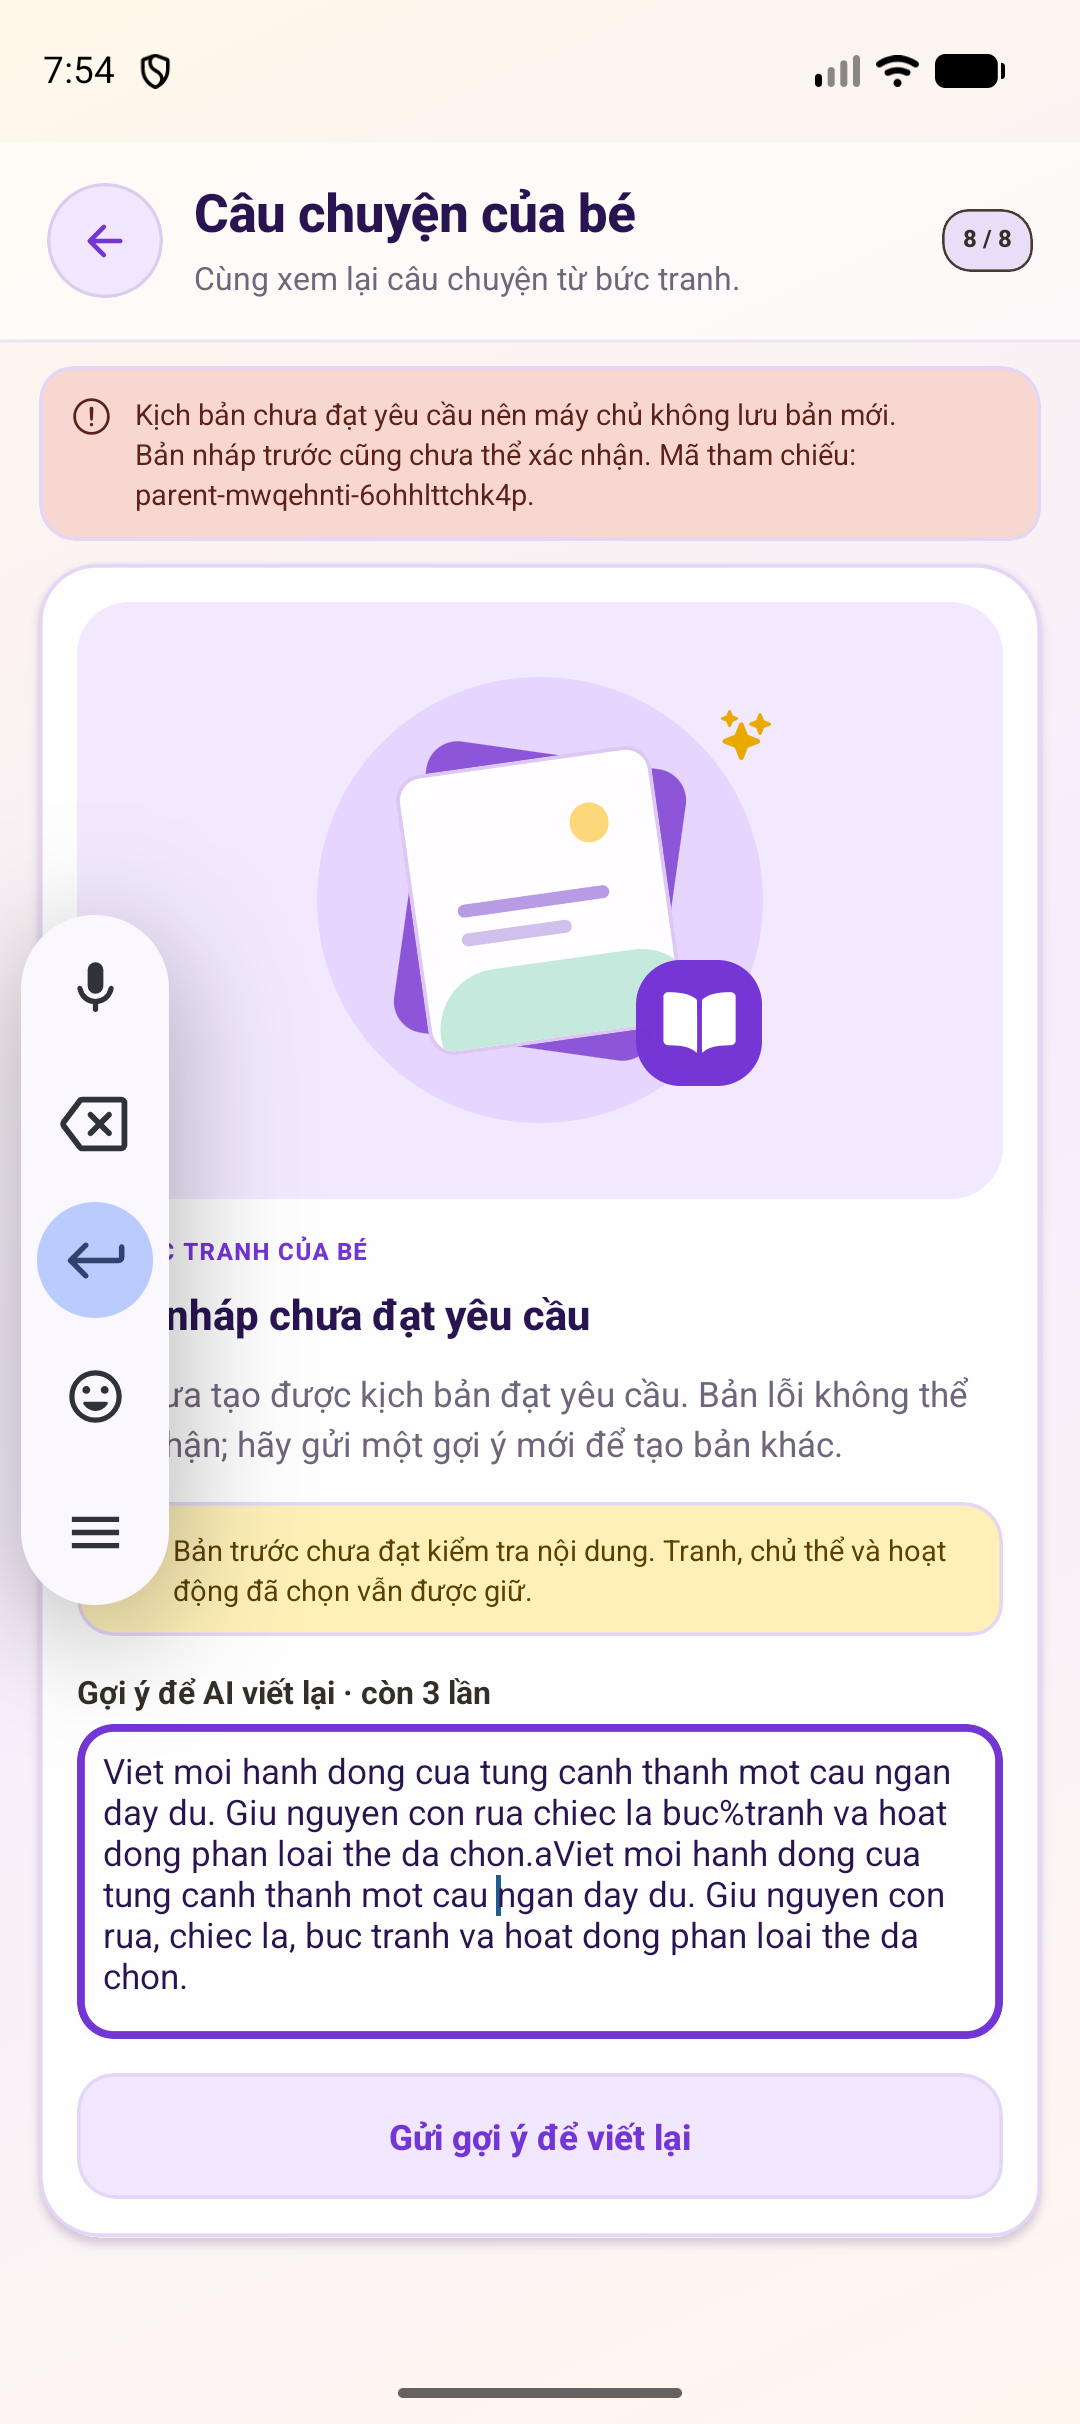 7:54
Câu chuyện của bé
Cùng xem lại câu chuyện từ bức tranh.
8 / 8
Kịch bản chưa đạt yêu cầu nên máy chủ không lưu bản mới.
Bản nháp trước cũng chưa thể xác nhận. Mã tham chiếu:
parent-mwqehnti-6ohhlttchk4p.
TRANH CỦA BÉ
nháp chưa đạt yêu cầu
tạo được kịch bản đạt yêu cầu. Bản lỗi không thể
hãy gửi một gợi ý mới để tạo bản khác.
Bản trước chưa đạt kiểm tra nội dung. Tranh, chủ thể và hoạt
động đã chọn vẫn được giữ.
Gợi ý để AI viết lại · còn 3 lần
Viet moi hanh dong cua tung canh thanh mot cau ngan
day du. Giu nguyen con rua chiec la buc%tranh va hoat
dong phan loai the da chon.aViet moi hanh dong cua
tung canh thanh mot cau ngan day du. Giu nguyen con
rua, chiec la, buc tranh va hoat dong phan loai the da
chon.
Gửi gợi ý để viết lại